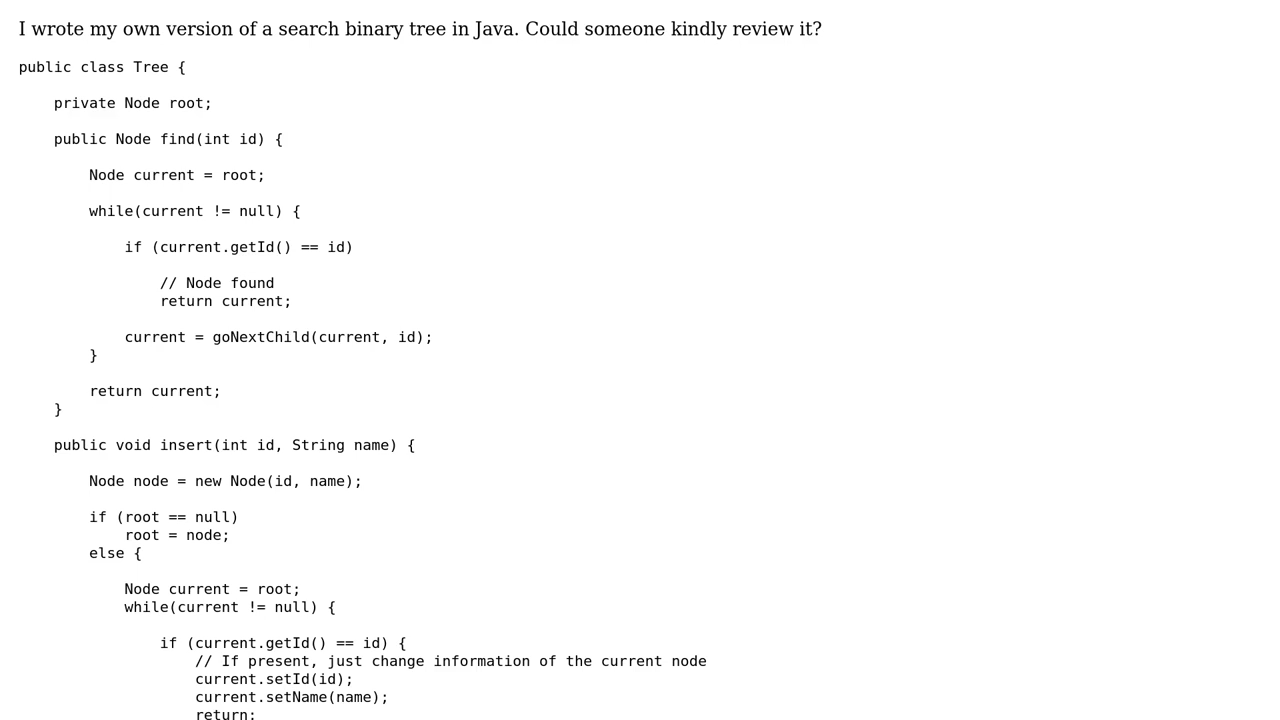 I wrote my own version of a search binary tree in Java. Could someone kindly review it?
public class Tree {
    private Node root;
    public Node find(int id) {
        Node current = root;
        while(current != null) {
            if (current.getId() == id)
                // Node found
                return current;
            current = goNextChild(current, id);
        }
        return current;
    }
    public void insert(int id, String name) {
        Node node = new Node(id, name);
        if (root == null)
            root = node;
        else {
            Node current = root;
            while(current != null) {
                if (current.getId() == id) {
                    // If present, just change information of the current node
                    current.setId(id);
                    current.setName(name);
                    return;